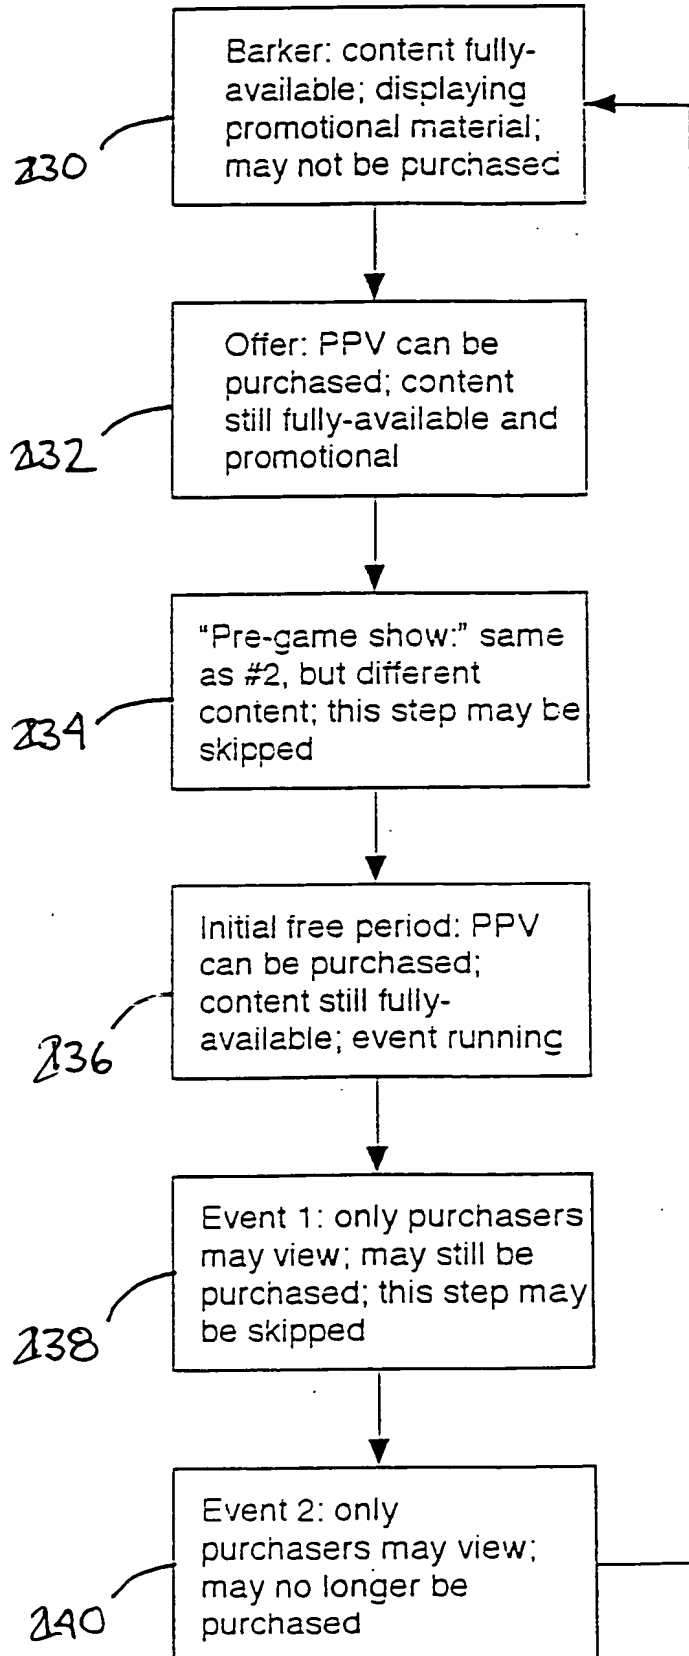 Barker: content fully-
available; displaying
promotional material;
may not be purchased
230
Offer: PPV can be
purchased; content
still fully-available and
promotional
232
"Pre-game show:" same
as #2, but different
content; this step may be
skipped
234
Initial free period: PPV
can be purchased;
content still fully-
available; event running
236
Event 1: only purchasers
may view; may still be
purchased; this step may
be skipped
238
Event 2: only
purchasers may view;
may no longer be
purchased
240